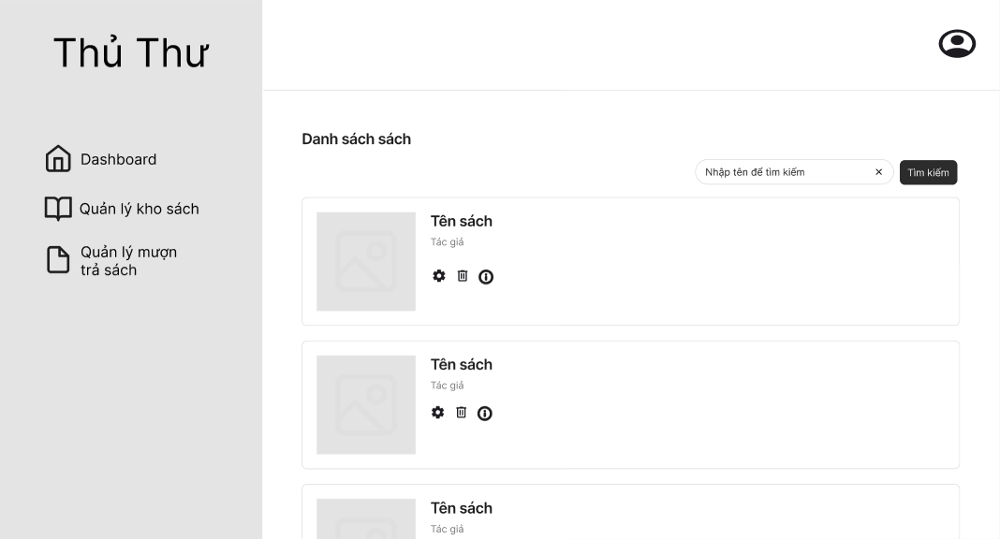 Thủ Thư
Dashboard
Quản lý kho sách
Quản lý mượn
trả sách
Danh sách sách
Nhập tên để tìm kiếm
Tìm kiếm
Tên sách
Tác giả
Tên sách
Tác giả
Tên sách
Tác giả